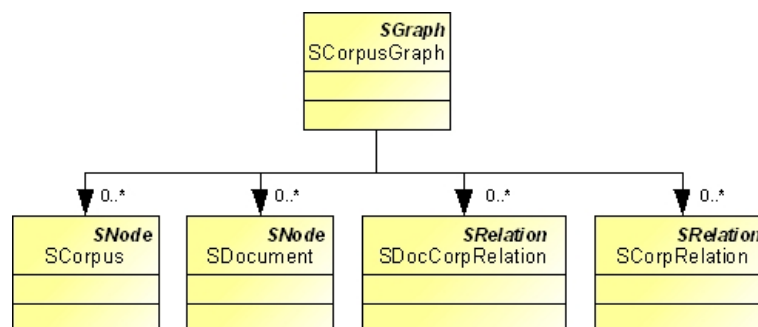 SGraph
SCorpusGraph
0..*
0..*
0..*
0..*
SNode
SCorpus
SNode
SDocument
SRelation
SDocCorpRelation
SRelation
SCorpRelation